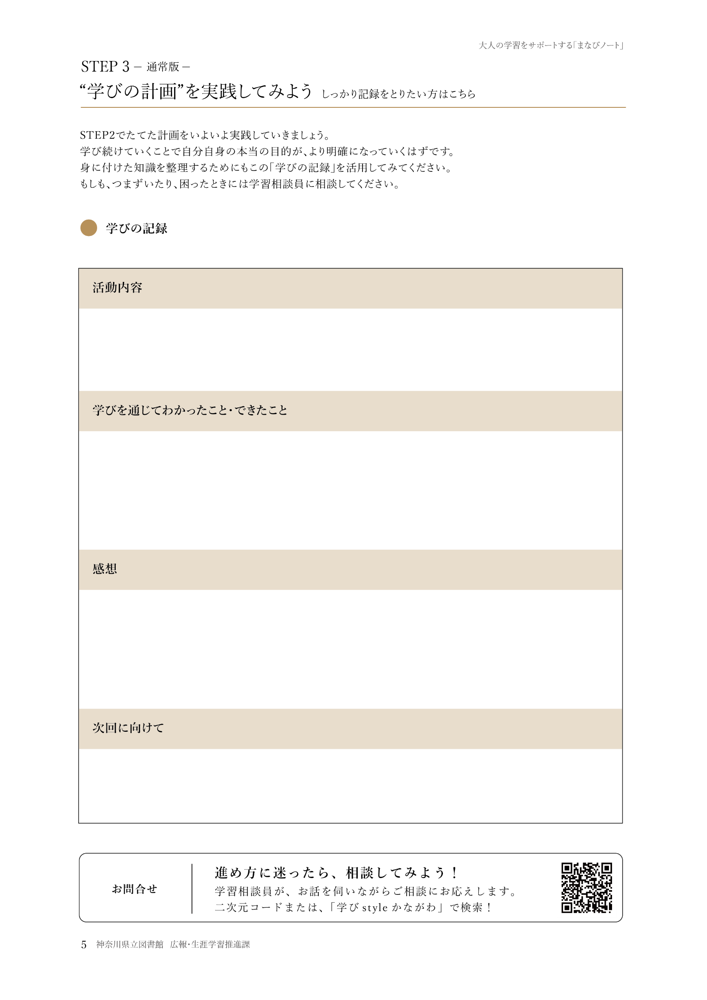 大人の学習をサポートする「まなびノート」
STEP 3 － 通常版－
“学びの計画”を実践してみよう しっかり記録をとりたい方はこちら
STEP2でたてた計画をいよいよ実践していきましょう。
学び続けていくことで自分自身の本当の目的が、より明確になっていくはずです。
身に付けた知識を整理するためにもこの「学びの記録」を活用してみてください。
もしも、つまずいたり、困ったときには学習相談員に相談してください。
学びの記録
活動内容
学びを通じてわかったこと・できたこと
感想
次回に向けて
お問合せ
進め方に迷ったら、相談してみよう！
学習相談員が、お話を伺いながらご相談にお応えします。
二次元コードまたは、「学び style かながわ」で検索！
5 神奈川県立図書館 広報・生涯学習推進課